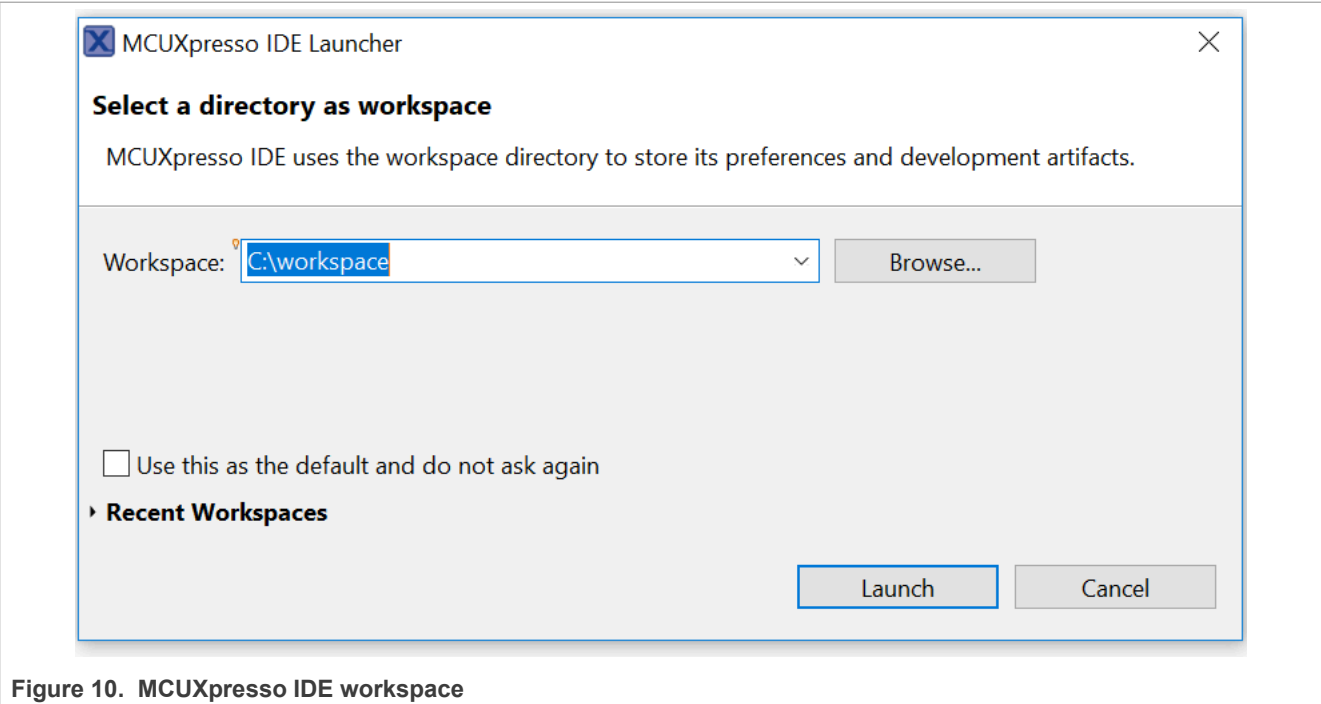 MCUXpresso IDE Launcher
Select a directory as workspace
MCUXpresso IDE uses the workspace directory to store its preferences and development artifacts.
Workspace: C:\workspace Browse...
Use this as the default and do not ask again
Recent Workspaces
Launch Cancel
Figure 10. MCUXpresso IDE workspace